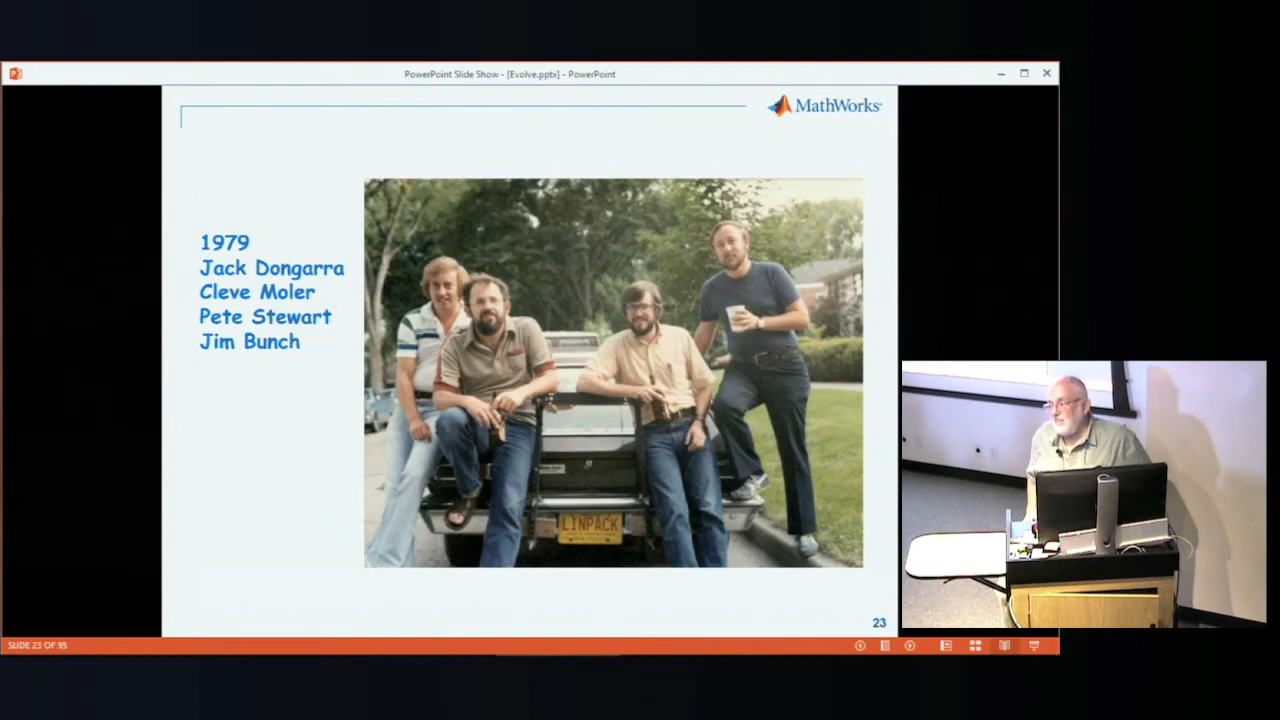 PowerPoint Slide Show - [Evolve.pptx] - PowerPoint
MathWorks
1979
Jack Dongarra
Cleve Moler
Pete Stewart
Jim Bunch
LINPACK
23
SLIDE 23 OF 95